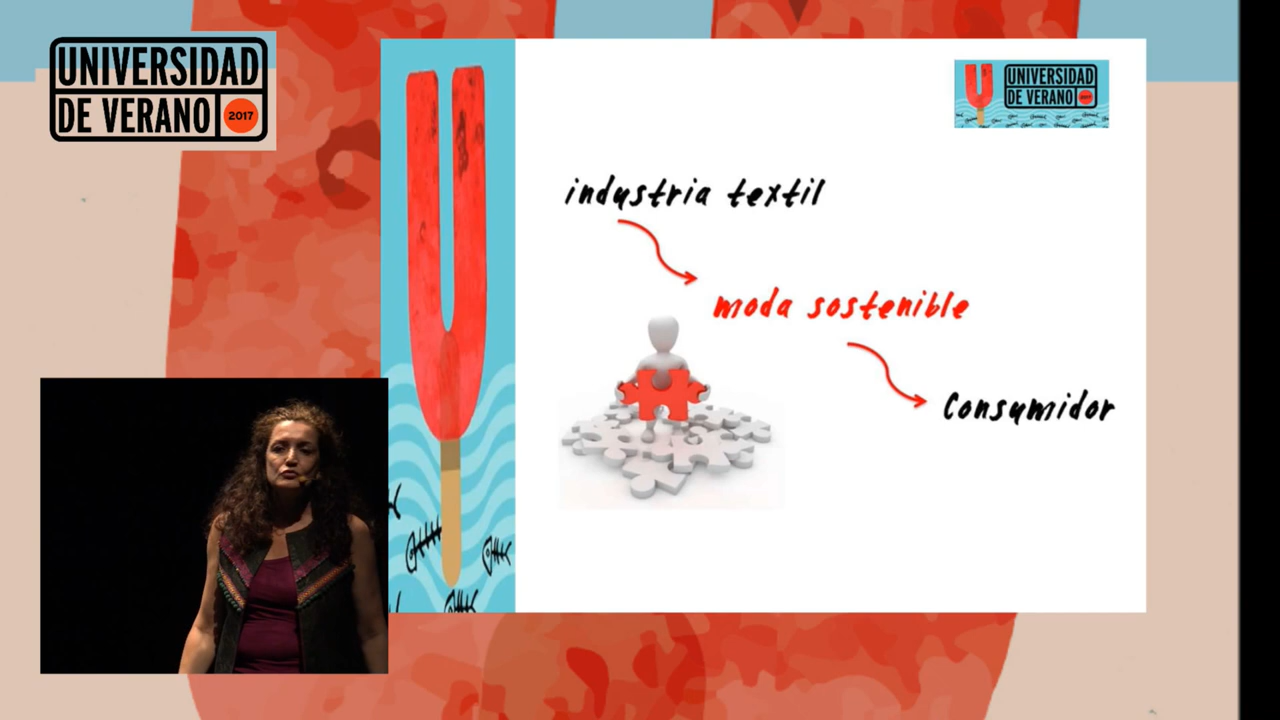 UNIVERSIDAD
DE VERANO 2017
UNIVERSIDAD
DE VERANO 2017
industria textil
moda sostenible
Consumidor